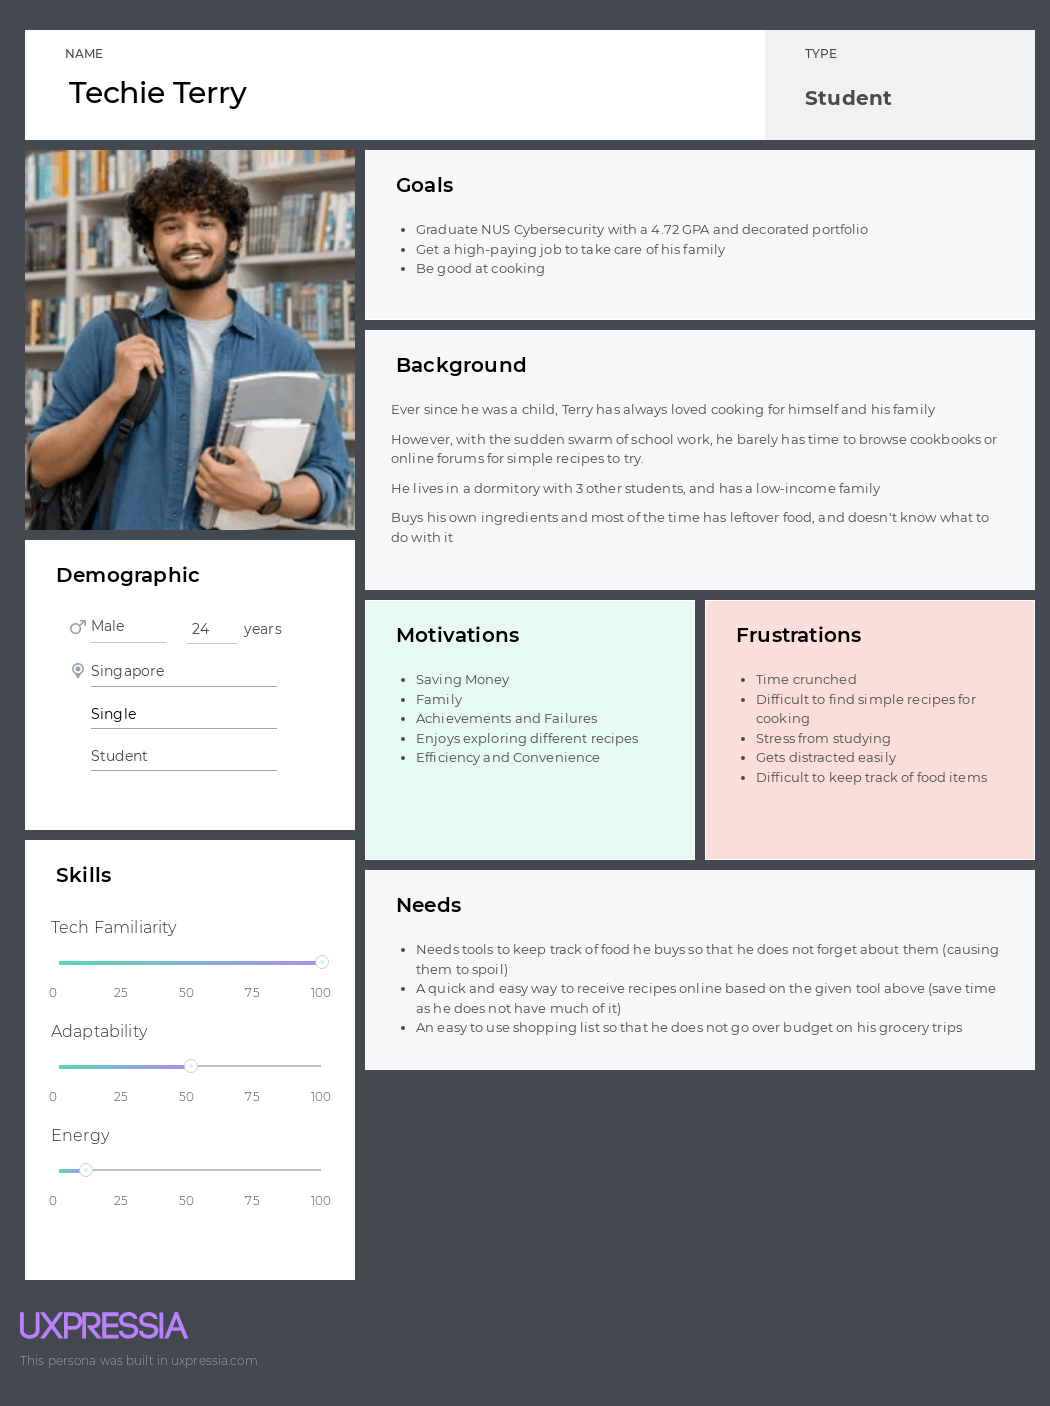 NAME
Techie Terry
TYPE
Student
Goals
• Graduate NUS Cybersecurity with a 4.72 GPA and decorated portfolio
• Get a high-paying job to take care of his family
• Be good at cooking
Background
Ever since he was a child, Terry has always loved cooking for himself and his family
However, with the sudden swarm of school work, he barely has time to browse cookbooks or
online forums for simple recipes to try.
He lives in a dormitory with 3 other students, and has a low-income family
Buys his own ingredients and most of the time has leftover food, and doesn't know what to
do with it
Demographic
Male 24 years
Singapore
Single
Student
Motivations
• Saving Money
• Family
• Achievements and Failures
• Enjoys exploring different recipes
• Efficiency and Convenience
Frustrations
• Time crunched
• Difficult to find simple recipes for
cooking
• Stress from studying
• Gets distracted easily
• Difficult to keep track of food items
Skills
Tech Familiarity
0 25 50 75 100
Adaptability
0 25 50 75 100
Energy
0 25 50 75 100
Needs
• Needs tools to keep track of food he buys so that he does not forget about them (causing
them to spoil)
• A quick and easy way to receive recipes online based on the given tool above (save time
as he does not have much of it)
• An easy to use shopping list so that he does not go over budget on his grocery trips
UXPRESSIA
This persona was built in uxpressia.com